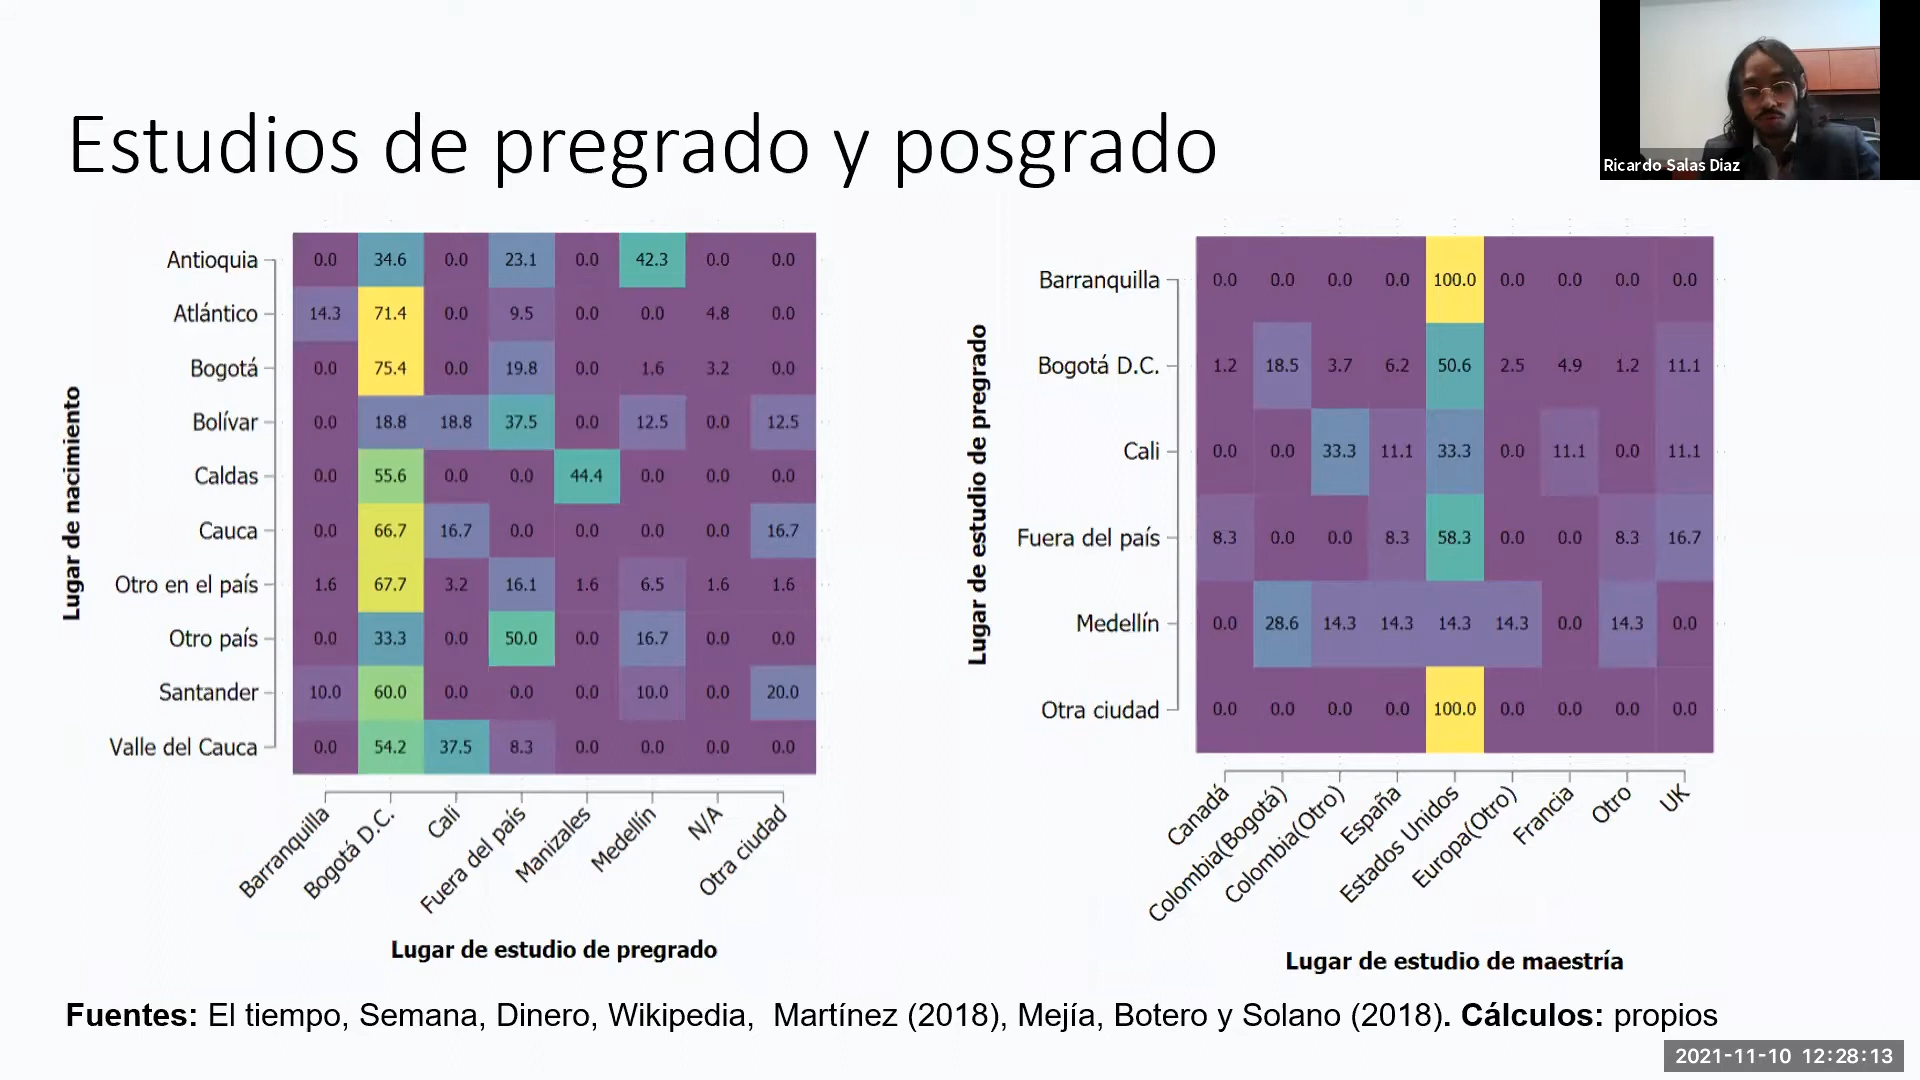 Ricardo Salas Diaz
Estudios de pregrado y posgrado
Lugar de nacimiento
Antioquia 0.0 34.6 0.0 23.1 0.0 42.3 0.0 0.0
Atlántico 14.3 71.4 0.0 9.5 0.0 0.0 4.8 0.0
Bogotá 0.0 75.4 0.0 19.8 0.0 1.6 3.2 0.0
Bolívar 0.0 18.8 18.8 37.5 0.0 12.5 0.0 12.5
Caldas 0.0 55.6 0.0 0.0 44.4 0.0 0.0 0.0
Cauca 0.0 66.7 16.7 0.0 0.0 0.0 0.0 16.7
Otro en el país 1.6 67.7 3.2 16.1 1.6 6.5 1.6 1.6
Otro país 0.0 33.3 0.0 50.0 0.0 16.7 0.0 0.0
Santander 10.0 60.0 0.0 0.0 0.0 10.0 0.0 20.0
Valle del Cauca 0.0 54.2 37.5 8.3 0.0 0.0 0.0 0.0
Barranquilla Bogotá D.C. Cali Fuera del país Manizales Medellín N/A Otra ciudad
Lugar de estudio de pregrado
Lugar de estudio de pregrado
Barranquilla 0.0 0.0 0.0 0.0 100.0 0.0 0.0 0.0 0.0
Bogotá D.C. 1.2 18.5 3.7 6.2 50.6 2.5 4.9 1.2 11.1
Cali 0.0 0.0 33.3 11.1 33.3 0.0 11.1 0.0 11.1
Fuera del país 8.3 0.0 0.0 8.3 58.3 0.0 0.0 8.3 16.7
Medellín 0.0 28.6 14.3 14.3 14.3 14.3 0.0 14.3 0.0
Otra ciudad 0.0 0.0 0.0 0.0 100.0 0.0 0.0 0.0 0.0
Canadá Colombia(Bogotá) Colombia(Otro) España Estados Unidos Europa(Otro) Francia Otro UK
Lugar de estudio de maestría
Fuentes: El tiempo, Semana, Dinero, Wikipedia, Martínez (2018), Mejía, Botero y Solano (2018). Cálculos: propios
2021-11-10 12:28:13